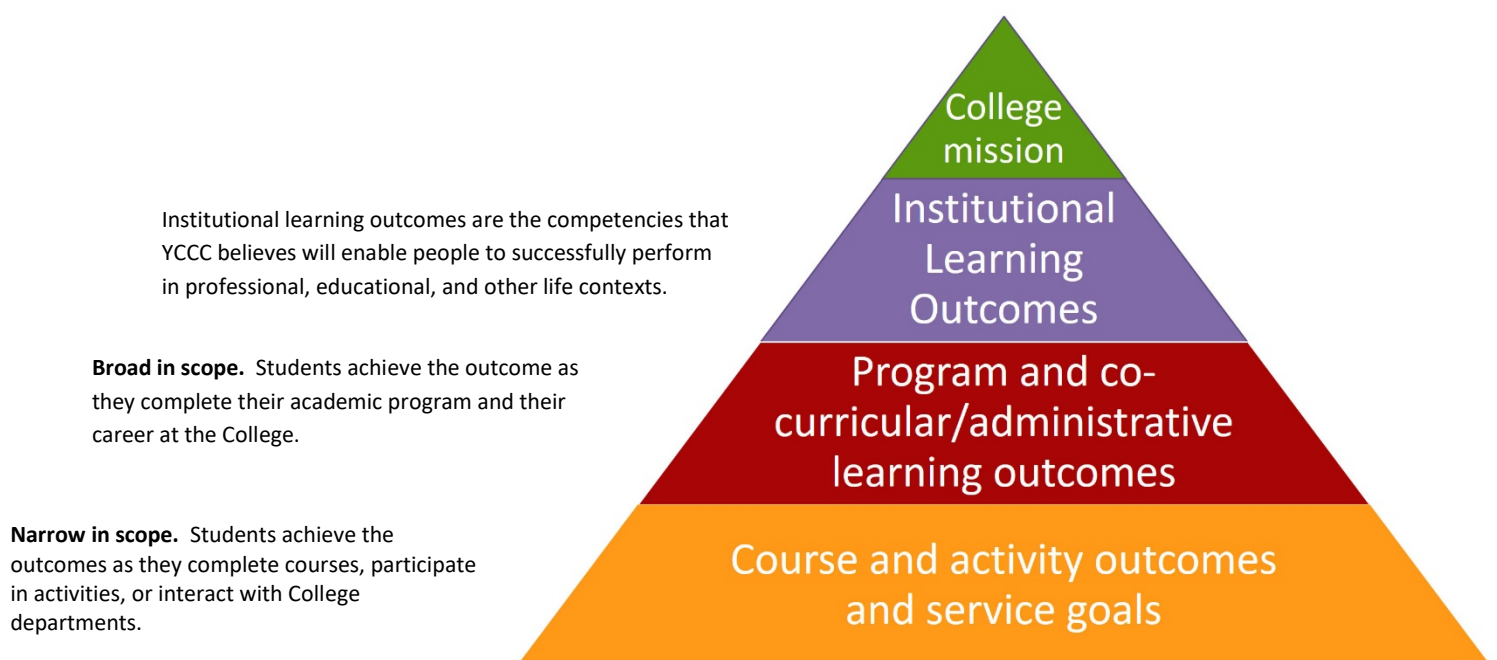 College
mission
Institutional learning outcomes are the competencies that
YCCC believes will enable people to successfully perform
in professional, educational, and other life contexts.
Institutional
Learning
Outcomes
Broad in scope.  Students achieve the outcome as
they complete their academic program and their
career at the College.
Program and co-
curricular/administrative
learning outcomes
Narrow in scope.  Students achieve the
outcomes as they complete courses, participate
in activities, or interact with College
departments.
Course and activity outcomes
and service goals